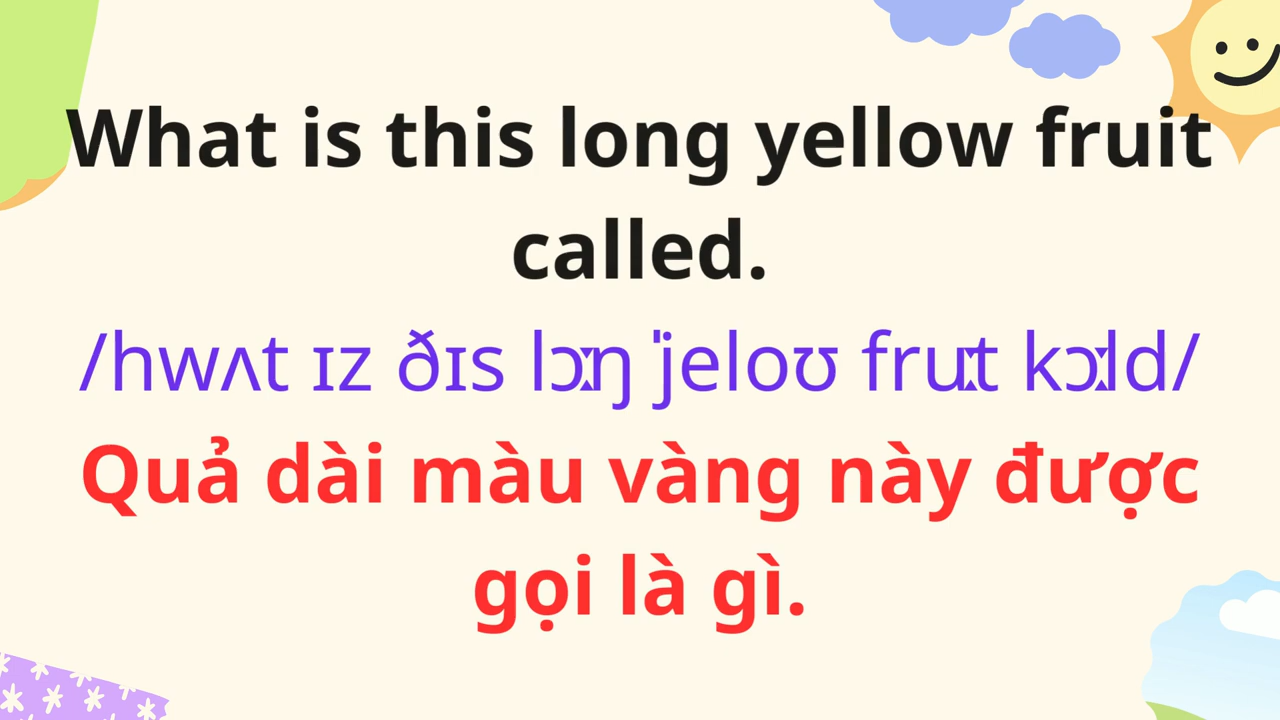 What is this long yellow fruit
called.
/hwʌt ɪz ðɪs lɔːŋ ˈjeloʊ fruːt kɔːld/
Quả dài màu vàng này được
gọi là gì.